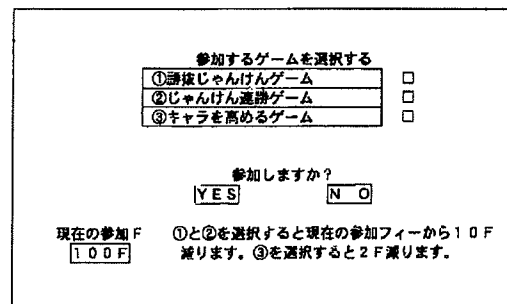 参加するゲームを選択する
①勝抜じゃんけんゲーム □
②じゃんけん連勝ゲーム □
③キャラを高めるゲーム □
参加しますか?
YES NO
現在の参加F ①と②を選択すると現在の参加フィーから10F
100F 減ります。③を選択すると2F減ります。